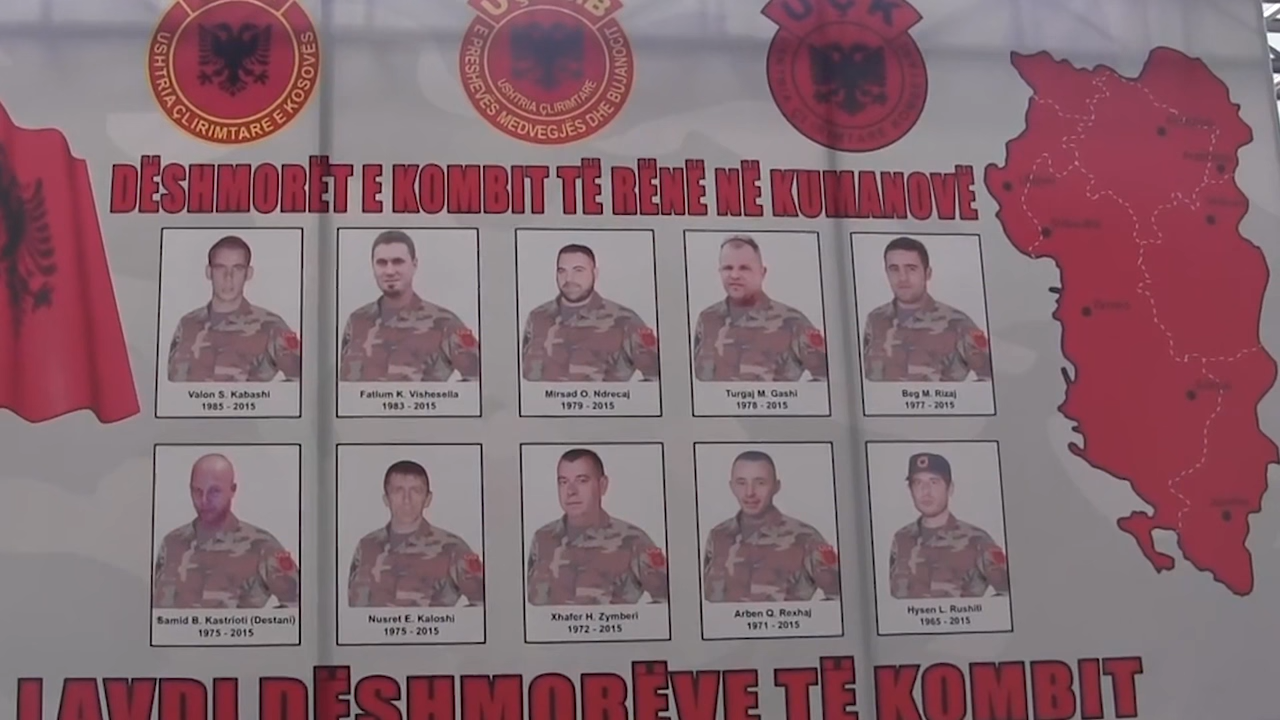 USHTRIA ÇLIRIMTARE E KOSOVËS
E PRESHEVËS MEDVEGJËS DHE BUJANOCIT
USHTRIA ÇLIRIMTARE
UÇK
DËSHMORËT E KOMBIT TË RËNË NË KUMANOVË
Valon S. Kabashi
1985 - 2015
Fatlum K. Vishesella
1983 - 2015
Mirsad O. Ndrecaj
1979 - 2015
Turgaj M. Gashi
1978 - 2015
Beg M. Rizaj
1977 - 2015
Samid B. Kastrioti (Destani)
1975 - 2015
Nusret E. Kaloshi
1975 - 2015
Xhafer H. Zymberi
1972 - 2015
Arben Q. Rexhaj
1971 - 2015
Hysen L. Rushiti
1965 - 2015
LAVDI DËSHMORËVE TË KOMBIT